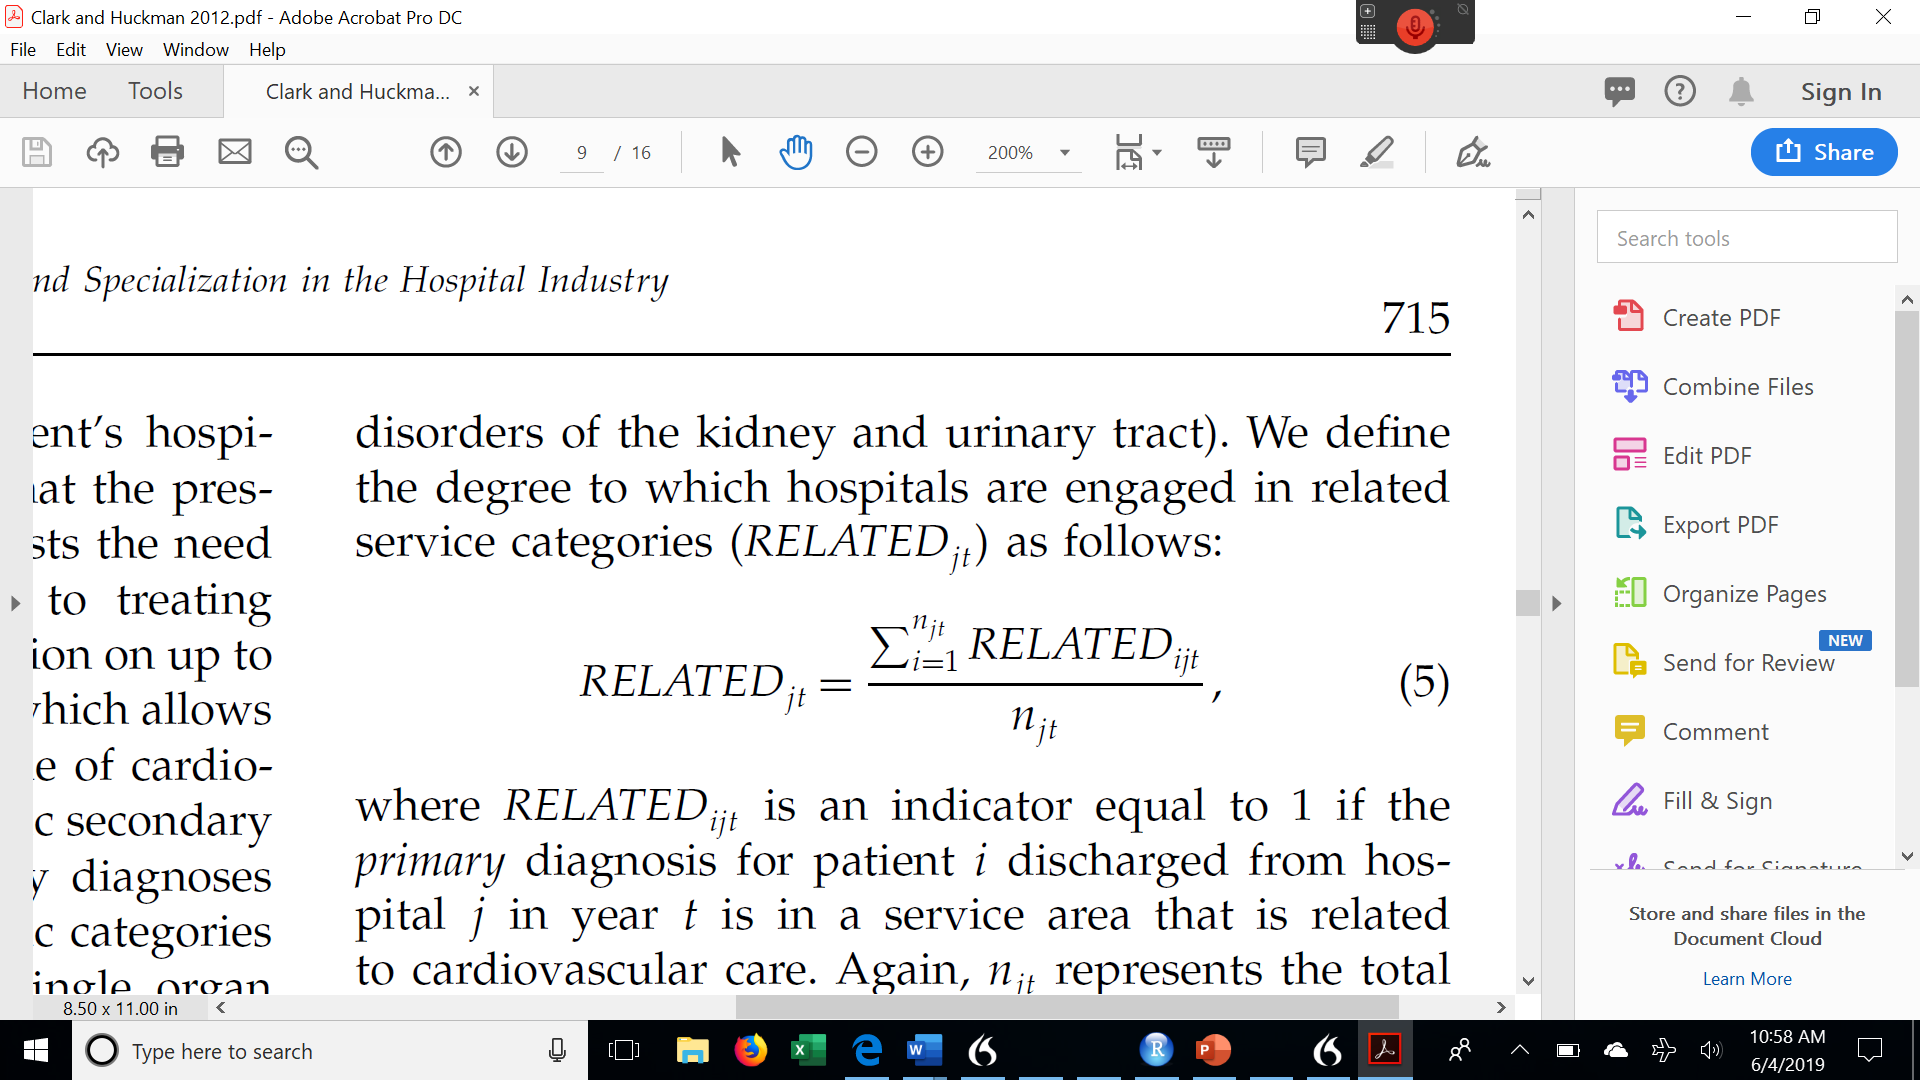 Clark and Huckman 2012.pdf - Adobe Acrobat Pro DC
File Edit View Window Help
Home Tools Clark and Huckma... × Sign In
9 / 16 200% Share
nd Specialization in the Hospital Industry
715
ent's hospi-
at the pres-
sts the need
to treating
ion on up to
which allows
e of cardio-
c secondary
y diagnoses
c categories
ingle organ
disorders of the kidney and urinary tract). We define
the degree to which hospitals are engaged in related
service categories (RELATED_jt) as follows:
RELATED_jt = ∑_{i=1}^{n_jt} RELATED_ijt / n_jt , (5)
where RELATED_ijt is an indicator equal to 1 if the
primary diagnosis for patient i discharged from hos-
pital j in year t is in a service area that is related
to cardiovascular care. Again, n_jt represents the total
8.50 x 11.00 in
Search tools
Create PDF
Combine Files
Edit PDF
Export PDF
Organize Pages
NEW
Send for Review
Comment
Fill & Sign
Send for Signature
Store and share files in the
Document Cloud
Learn More
Type here to search
10:58 AM
6/4/2019